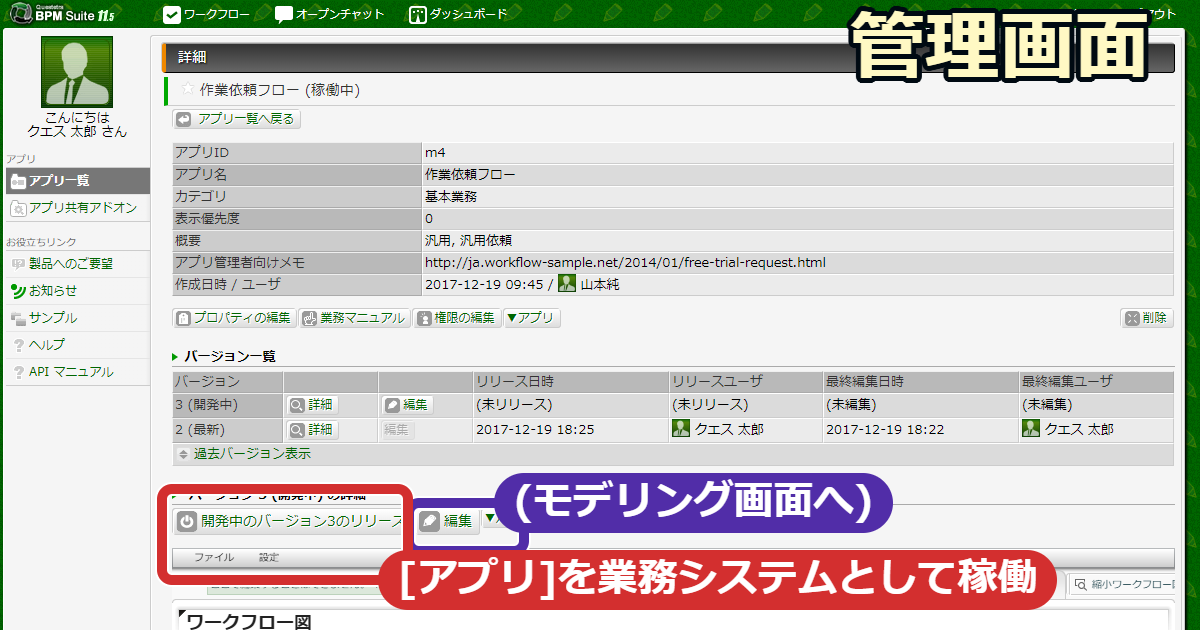 Questetra
BPM Suite 11.5
ワークフロー
オープンチャット
ダッシュボード
管理画面
こんにちは
クエス 太郎 さん
アプリ
アプリ一覧
アプリ共有アドオン
お役立ちリンク
製品へのご要望
お知らせ
サンプル
ヘルプ
API マニュアル
詳細
作業依頼フロー (稼働中)
アプリ一覧へ戻る
アプリID m4
アプリ名 作業依頼フロー
カテゴリ 基本業務
表示優先度 0
概要 汎用, 汎用依頼
アプリ管理者向けメモ http://ja.workflow-sample.net/2014/01/free-trial-request.html
作成日時 / ユーザ 2017-12-19 09:45 / 山本純
プロパティの編集 業務マニュアル 権限の編集 ▼アプリ 削除
バージョン一覧
バージョン リリース日時 リリースユーザ 最終編集日時 最終編集ユーザ
3 (開発中) 詳細 編集 (未リリース) (未リリース) (未編集) (未編集)
2 (最新) 詳細 編集 2017-12-19 18:25 クエス 太郎 2017-12-19 18:22 クエス 太郎
過去バージョン表示
バージョン 3 (開発中) の詳細
開発中のバージョン3のリリース 編集 ▼
(モデリング画面へ)
ファイル 設定
[アプリ]を業務システムとして稼働
縮小ワークフロー
ワークフロー図